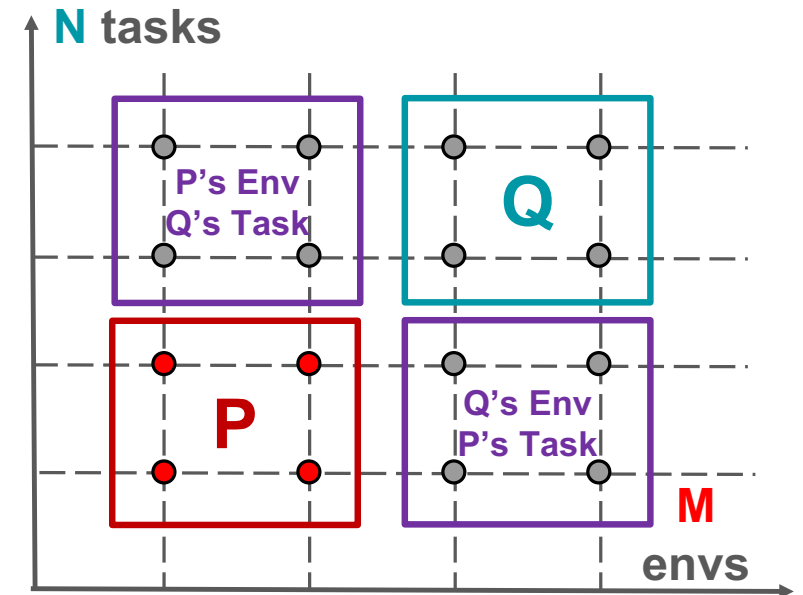 N tasks
P's Env
Q's Task
Q
P
Q's Env
P's Task
M
envs